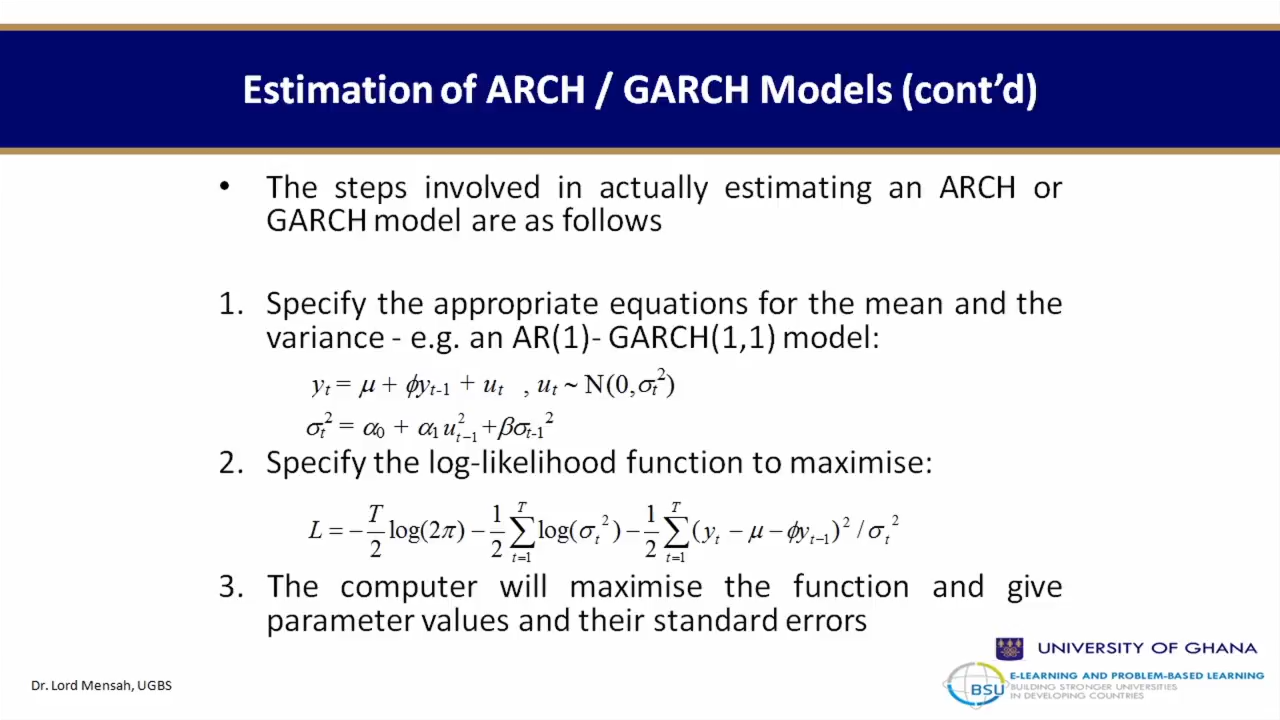 Estimation of ARCH / GARCH Models (cont’d)
• The steps involved in actually estimating an ARCH or
GARCH model are as follows
1. Specify the appropriate equations for the mean and the
variance - e.g. an AR(1)- GARCH(1,1) model:
yₜ = μ + ϕyₜ₋₁ + uₜ , uₜ ~ N(0,σₜ²)
σₜ² = α₀ + α₁u²ₜ₋₁ +βσₜ₋₁²
2. Specify the log-likelihood function to maximise:
L = −T/2 log(2π) − 1/2 ∑ₜ₌₁ᵀ log(σₜ²) − 1/2 ∑ₜ₌₁ᵀ (yₜ − μ − ϕyₜ₋₁)² / σₜ²
3. The computer will maximise the function and give
parameter values and their standard errors
UNIVERSITY OF GHANA
BSU
E-LEARNING AND PROBLEM-BASED LEARNING
BUILDING STRONGER UNIVERSITIES
IN DEVELOPING COUNTRIES
Dr. Lord Mensah, UGBS